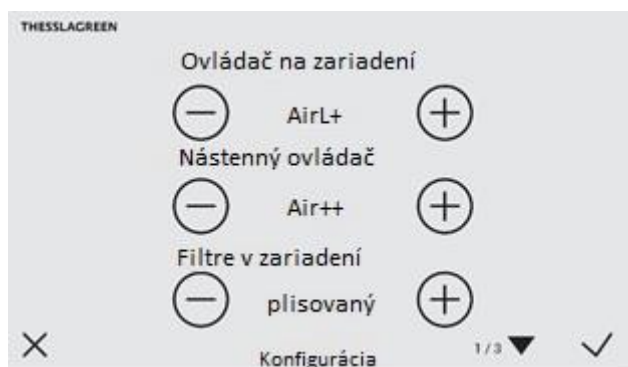 THESSLAGREEN
Ovládač na zariadení
AirL+
Nástenný ovládač
Air++
Filtre v zariadení
plisovaný
1/3
Konfigurácia